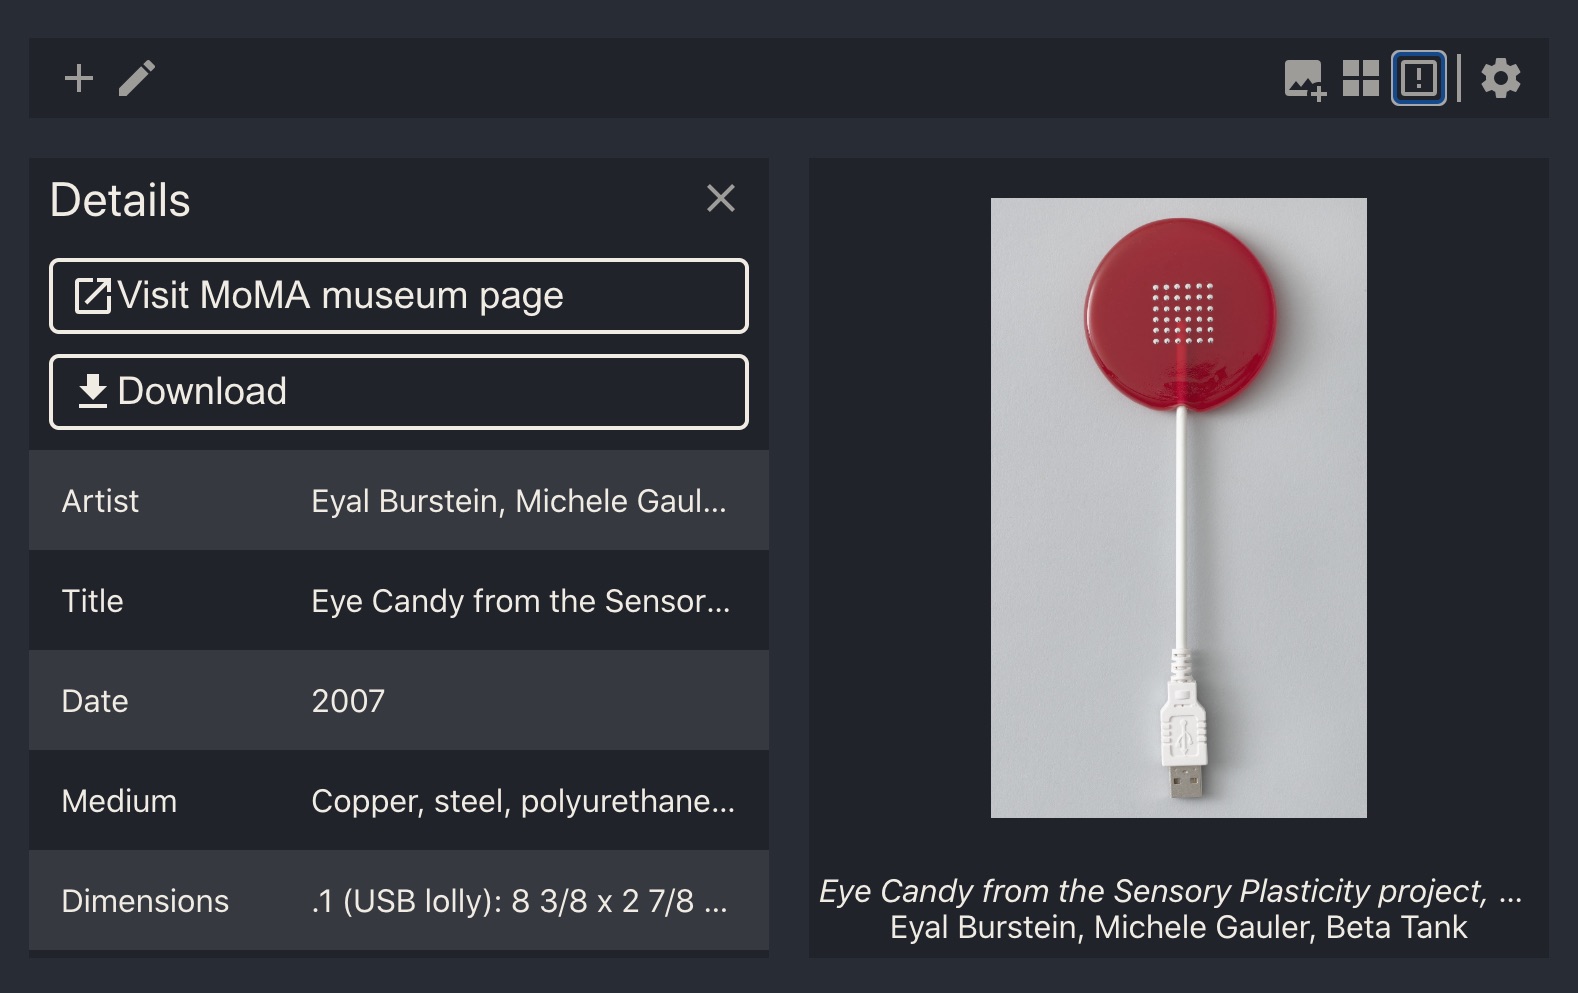 Details
Visit MoMA museum page
Download
Artist Eyal Burstein, Michele Gaul...
Title Eye Candy from the Sensor...
Date 2007
Medium Copper, steel, polyurethane...
Dimensions .1 (USB lolly): 8 3/8 x 2 7/8 ...
Eye Candy from the Sensory Plasticity project, ...
Eyal Burstein, Michele Gauler, Beta Tank